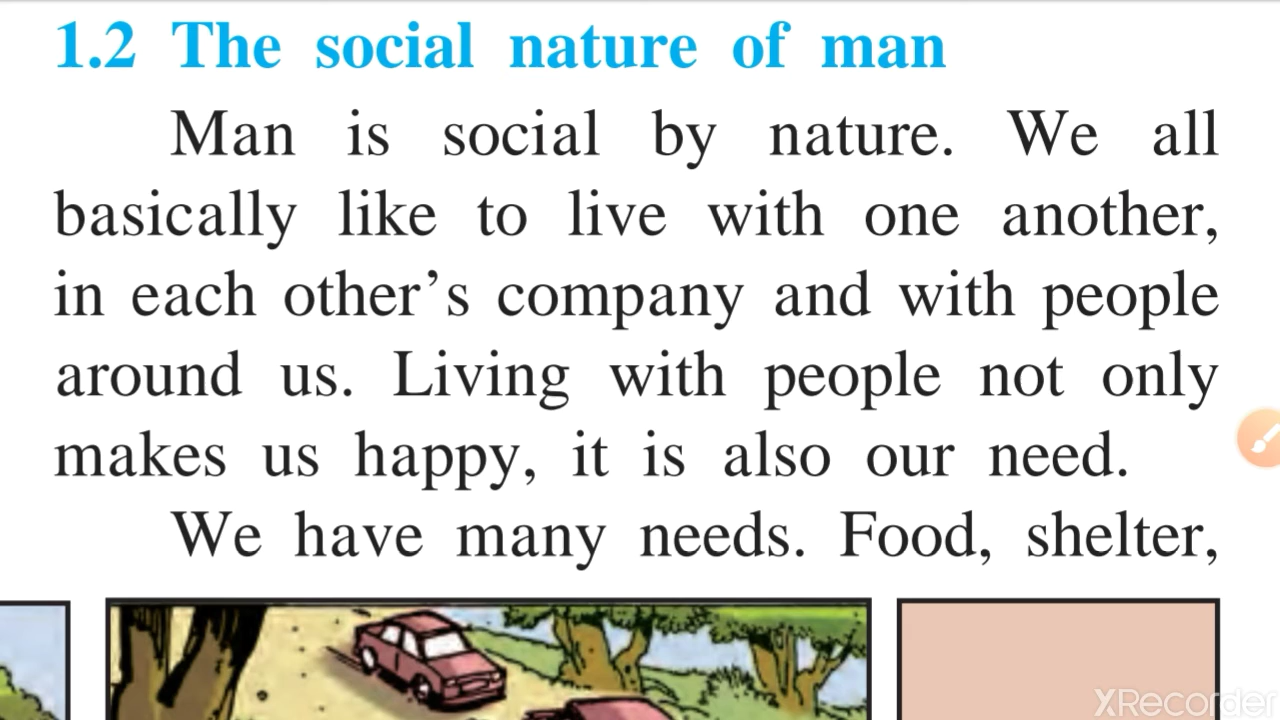 1.2 The social nature of man
Man is social by nature. We all
basically like to live with one another,
in each other’s company and with people
around us. Living with people not only
makes us happy, it is also our need.
We have many needs. Food, shelter,
XRecorder